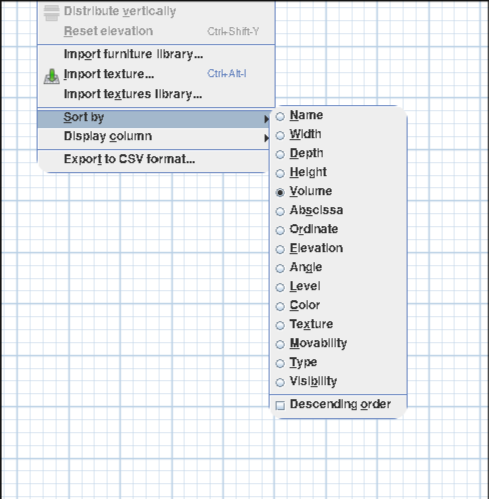 Distribute vertically
Reset elevation Ctrl+Shift-Y
Import furniture library...
Import texture... Ctrl+Alt-I
Import textures library...
Sort by
Display column
Export to CSV format...
Name
Width
Depth
Height
Volume
Abscissa
Ordinate
Elevation
Angle
Level
Color
Texture
Movability
Type
Visibility
Descending order